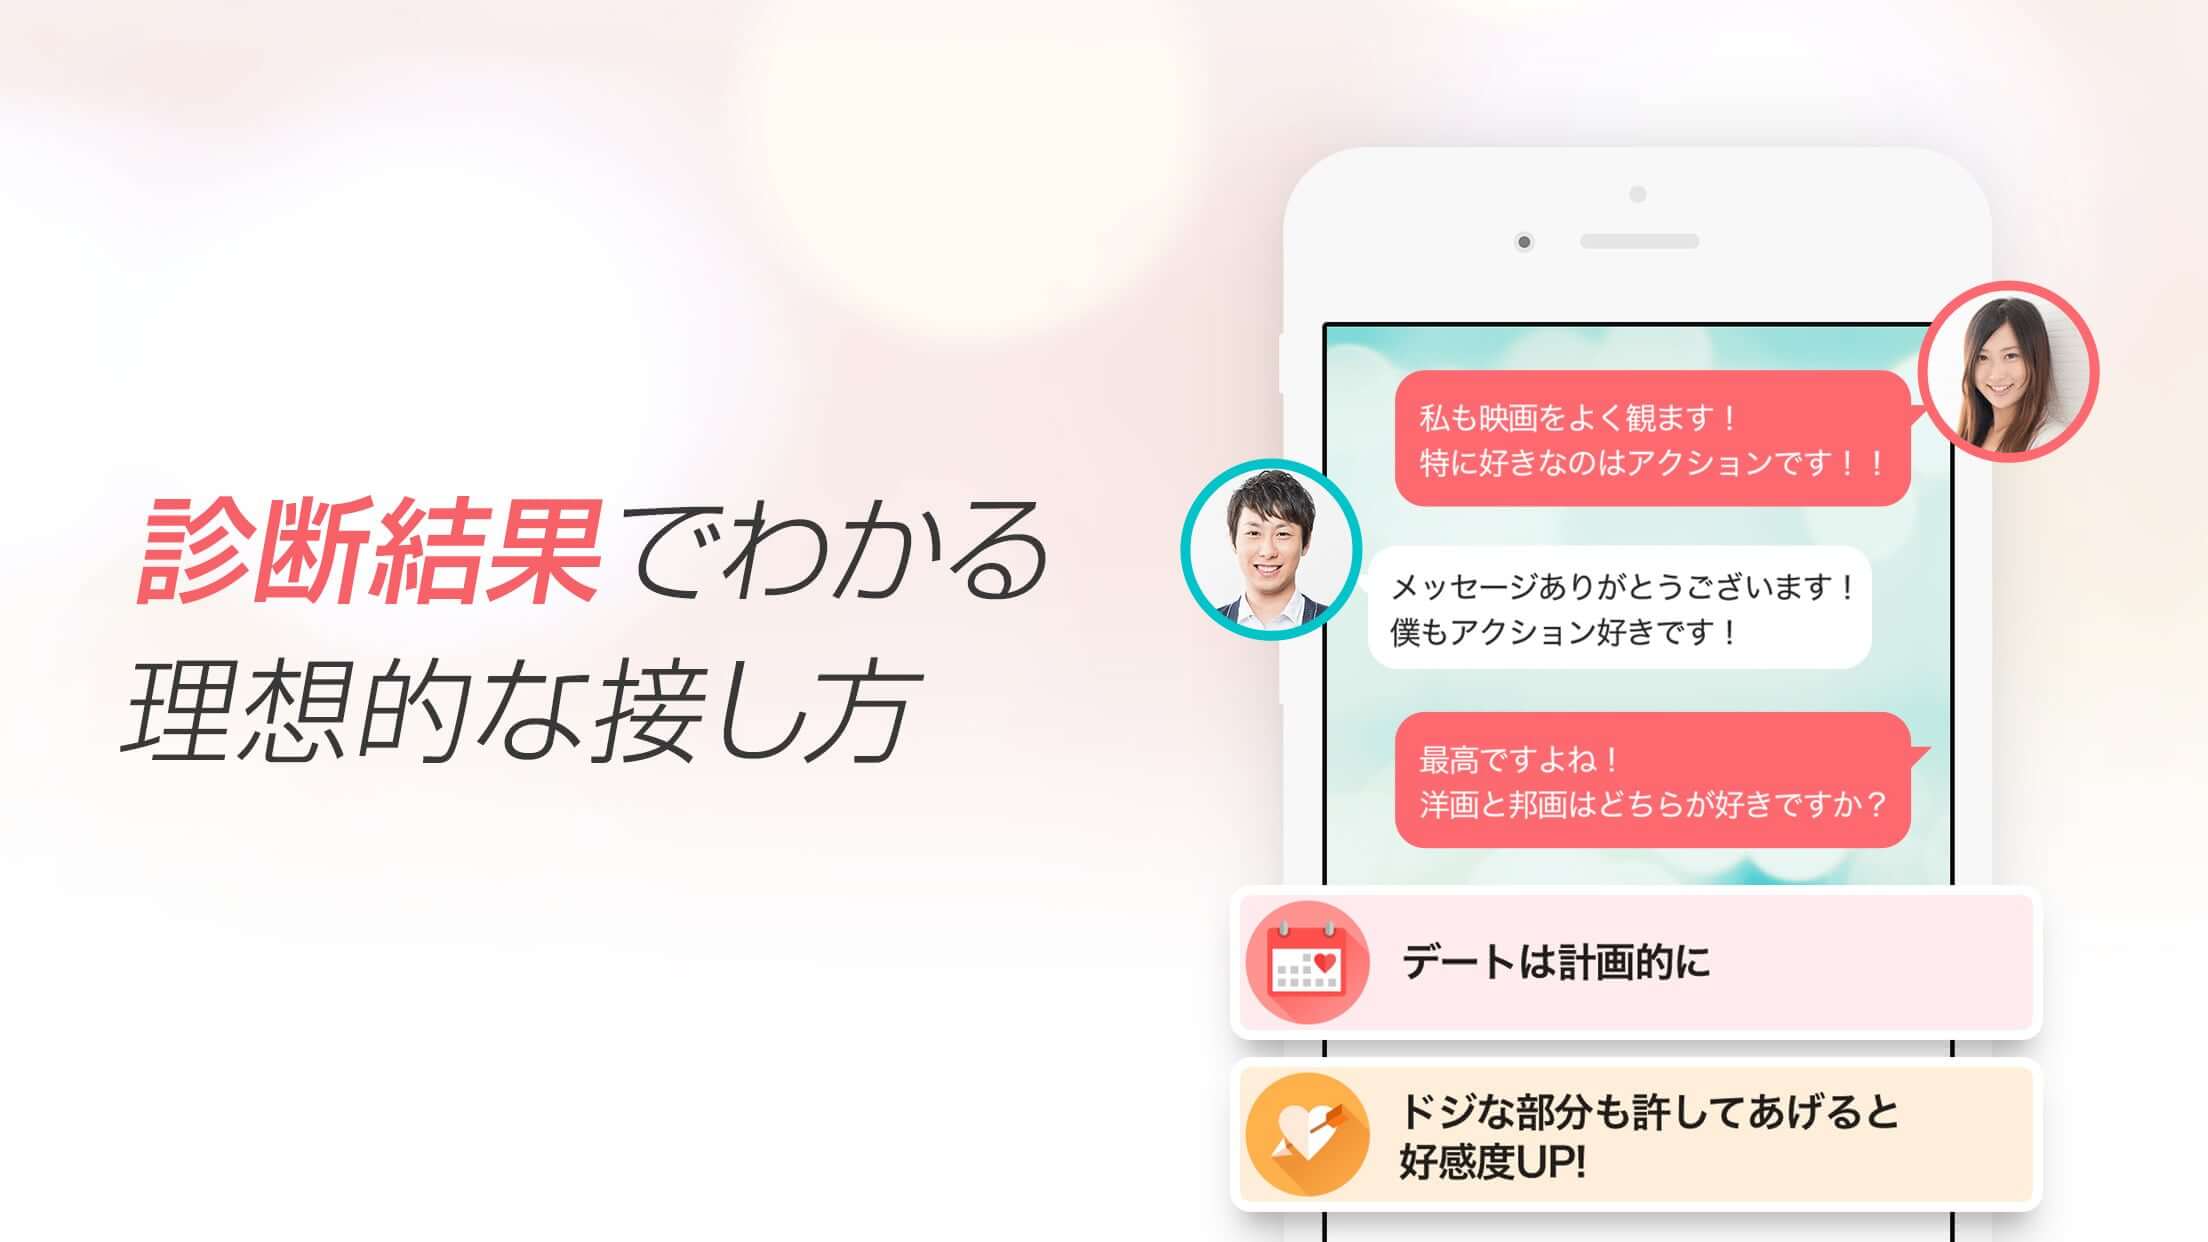 診断結果でわかる
理想的な接し方
私も映画をよく観ます！
特に好きなのはアクションです！！
メッセージありがとうございます！
僕もアクション好きです！
最高ですよね！
洋画と邦画はどちらが好きですか？
デートは計画的に
ドジな部分も許してあげると
好感度UP!